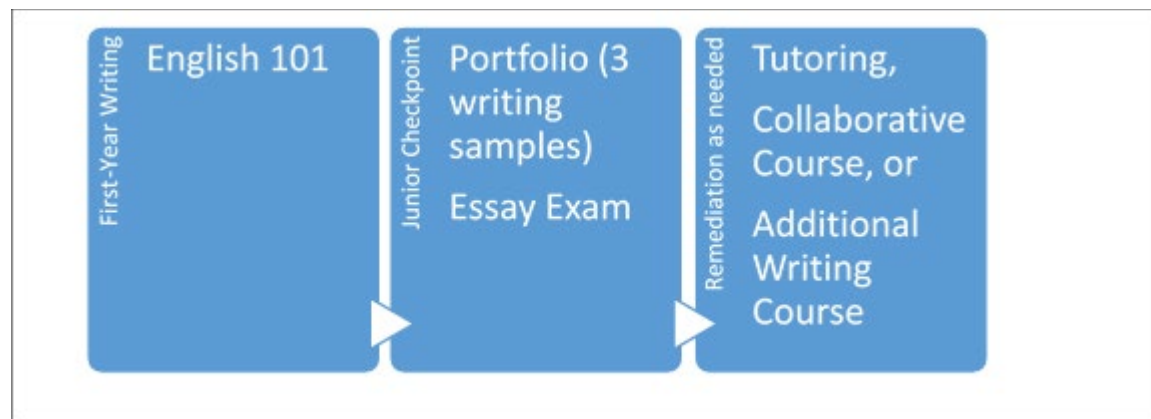 First-Year Writing
English 101
Junior Checkpoint
Portfolio (3
writing
samples)
Essay Exam
Remediation as needed
Tutoring,
Collaborative
Course, or
Additional
Writing
Course